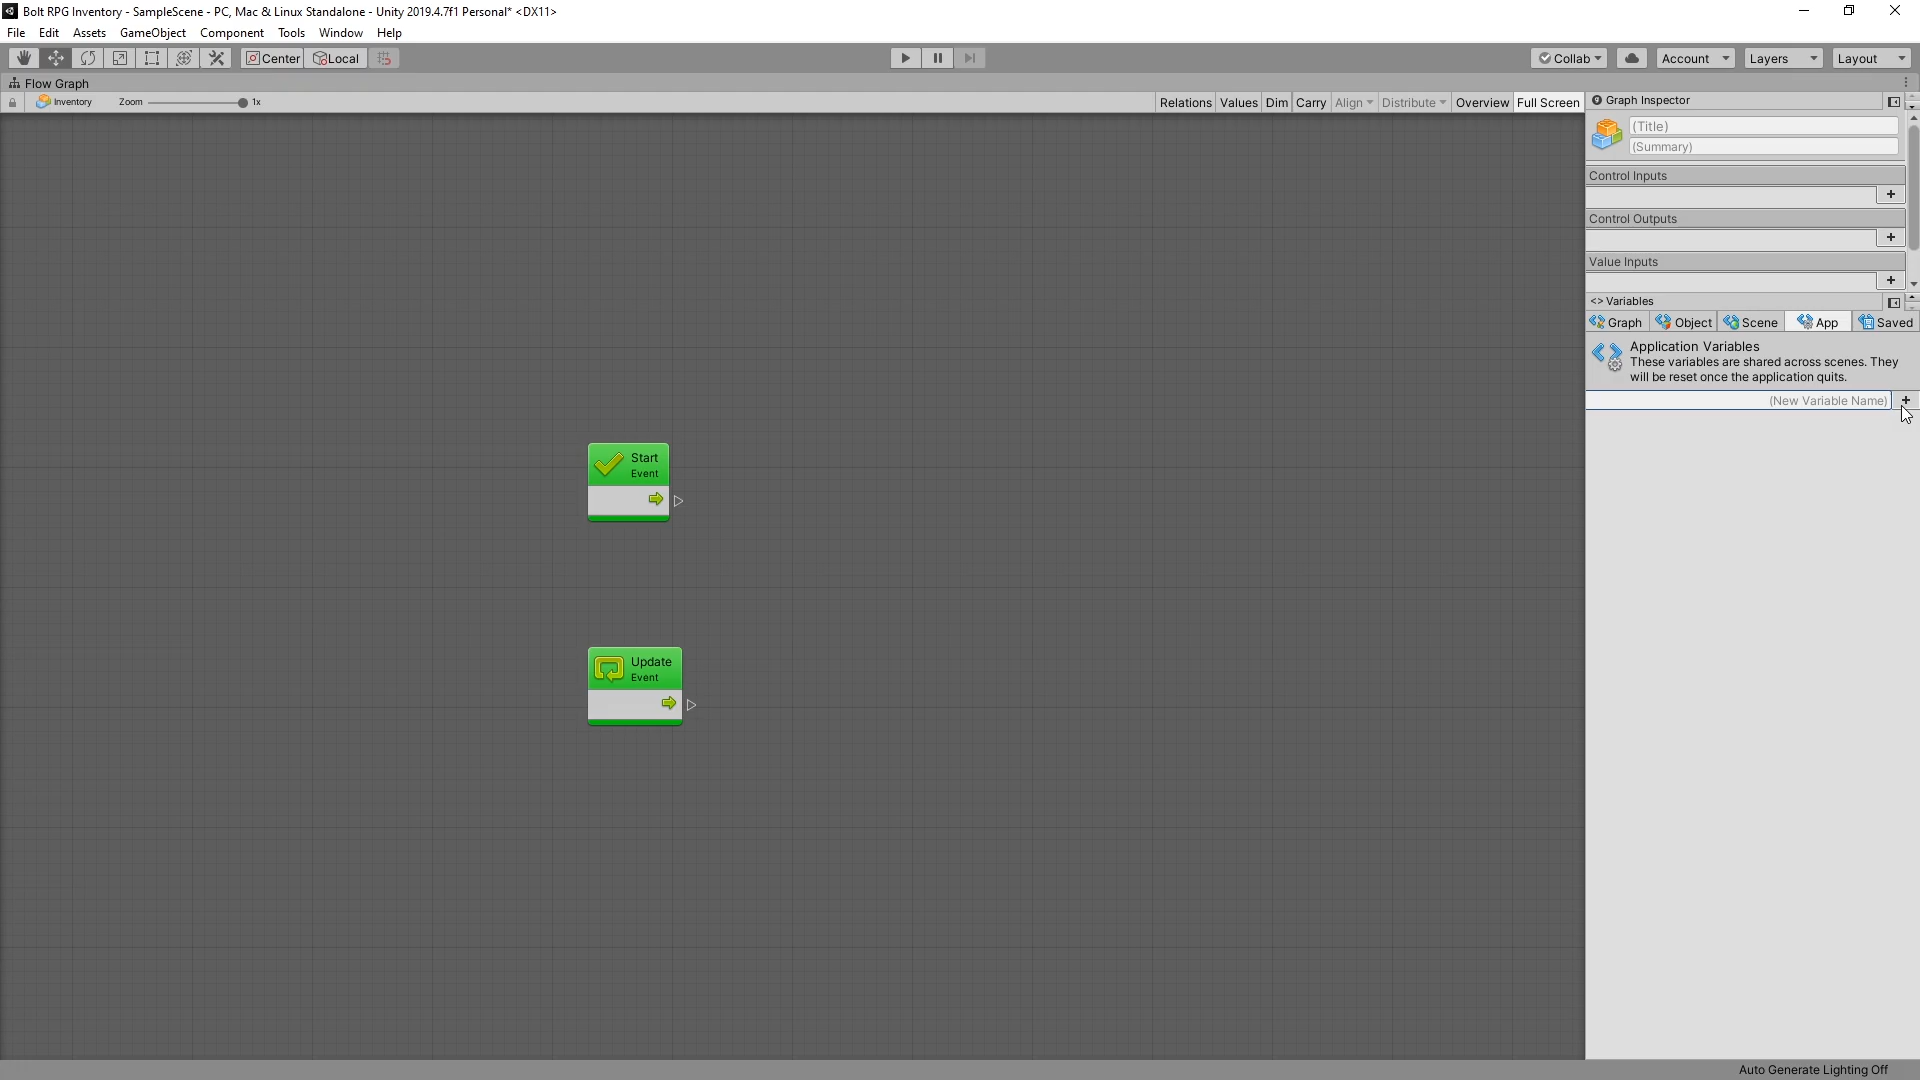 Bolt RPG Inventory - SampleScene - PC, Mac & Linux Standalone - Unity 2019.4.7f1 Personal* <DX11>
File Edit Assets GameObject Component Tools Window Help
Center Local Collab Account Layers Layout
Flow Graph
Inventory Zoom 1x Relations Values Dim Carry Align Distribute Overview Full Screen
Graph Inspector
(Title)
(Summary)
Control Inputs
Control Outputs
Value Inputs
<> Variables
Graph Object Scene App Saved
Application Variables
These variables are shared across scenes. They
will be reset once the application quits.
(New Variable Name)
Start
Event
Update
Event
Auto Generate Lighting Off